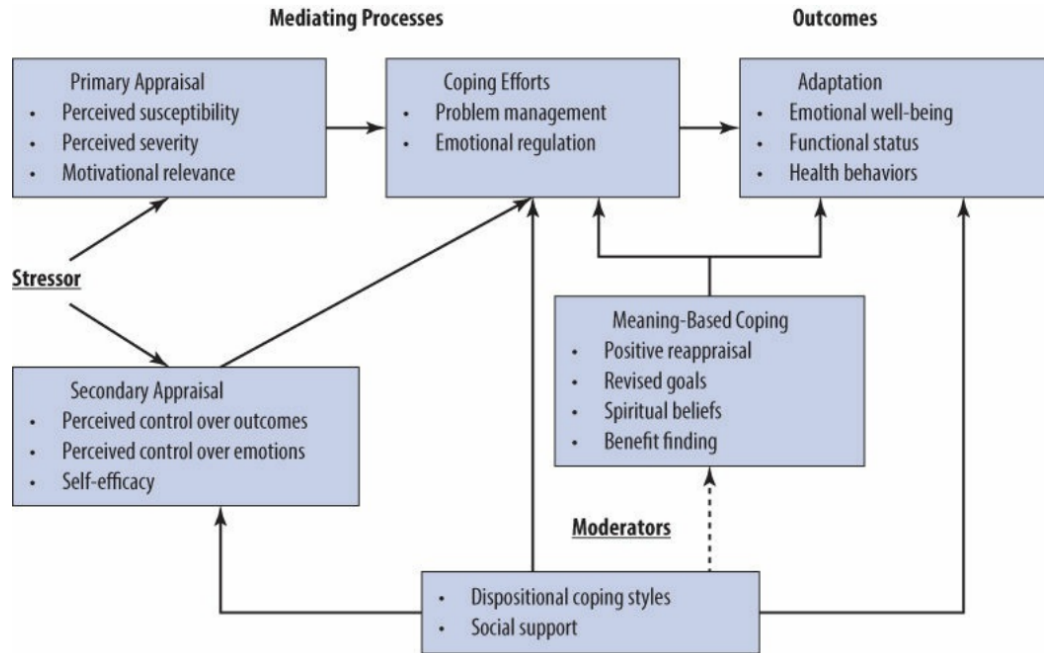 Mediating Processes
Outcomes
Primary Appraisal
• Perceived susceptibility
• Perceived severity
• Motivational relevance
Coping Efforts
• Problem management
• Emotional regulation
Adaptation
• Emotional well-being
• Functional status
• Health behaviors
Stressor
Meaning-Based Coping
• Positive reappraisal
• Revised goals
• Spiritual beliefs
• Benefit finding
Secondary Appraisal
• Perceived control over outcomes
• Perceived control over emotions
• Self-efficacy
Moderators
• Dispositional coping styles
• Social support